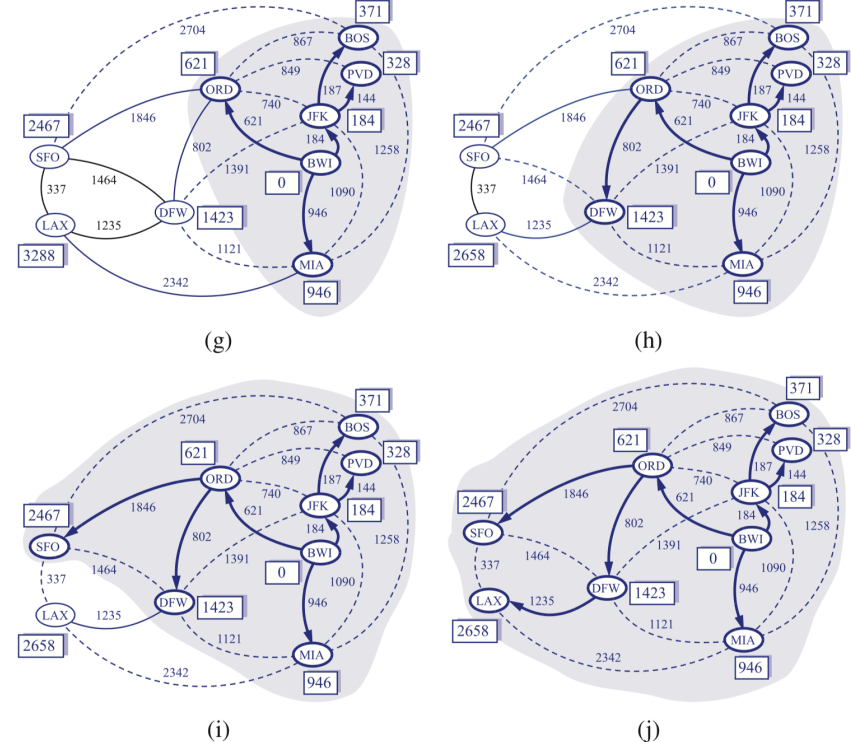 371
2704
BOS
867
328
621
PVD
849
ORD
187
144
740
JFK
184
2467
1846
621
184
SFO
802
BWI
1258
1464
1391
0
1090
337
946
1235
DFW
1423
LAX
1121
3288
MIA
2342
946
(g)
371
2704
BOS
867
328
621
PVD
849
ORD
187
144
740
JFK
184
2467
1846
621
184
SFO
802
BWI
1258
1464
1391
0
1090
337
946
1235
DFW
1423
LAX
1121
2658
MIA
2342
946
(h)
371
2704
BOS
867
328
621
PVD
849
ORD
187
144
740
JFK
184
2467
1846
621
184
SFO
802
BWI
1258
1464
1391
0
1090
337
946
1235
DFW
1423
LAX
1121
2658
MIA
2342
946
(i)
371
2704
BOS
867
328
621
PVD
849
ORD
187
144
740
JFK
184
2467
1846
621
184
SFO
802
BWI
1258
1464
1391
0
1090
337
946
1235
DFW
1423
LAX
1121
2658
MIA
2342
946
(j)